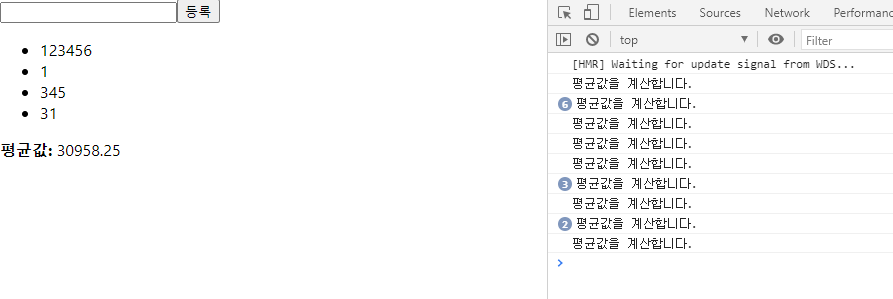 등록
123456
1
345
31
평균값: 30958.25
Elements Sources Network Performanc
top Filter
[HMR] Waiting for update signal from WDS...
평균값을 계산합니다.
6 평균값을 계산합니다.
평균값을 계산합니다.
평균값을 계산합니다.
평균값을 계산합니다.
3 평균값을 계산합니다.
평균값을 계산합니다.
2 평균값을 계산합니다.
평균값을 계산합니다.